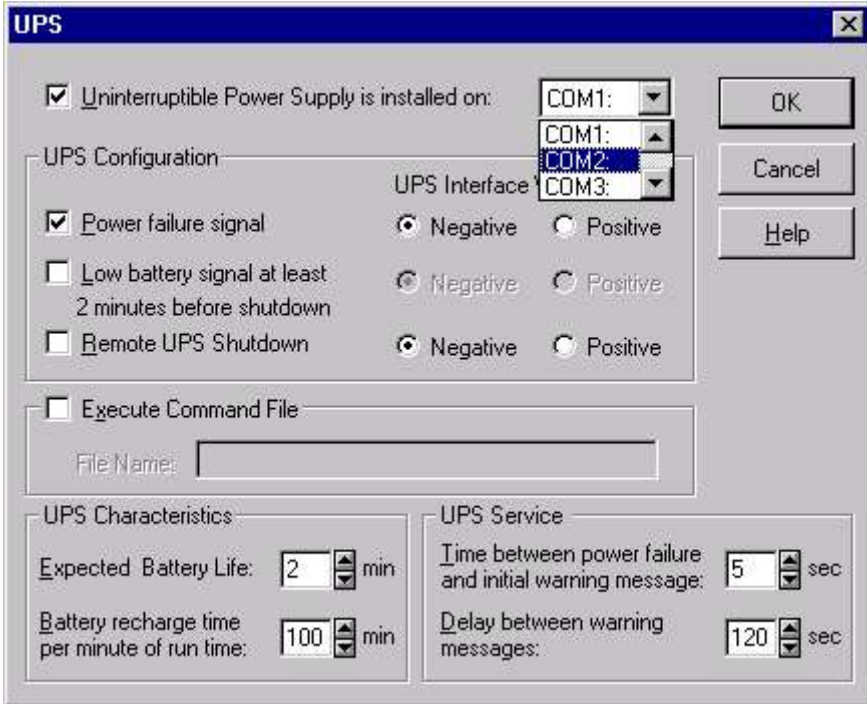 UPS
Uninterruptible Power Supply is installed on:
COM1:
COM1:
COM2:
COM3:
OK
Cancel
Help
UPS Configuration
UPS Interface
Power failure signal
Negative
Positive
Low battery signal at least
2 minutes before shutdown
Negative
Positive
Remote UPS Shutdown
Negative
Positive
Execute Command File
File Name:
UPS Characteristics
Expected Battery Life:
2
min
Battery recharge time
per minute of run time:
100
min
UPS Service
Time between power failure
and initial warning message:
5
sec
Delay between warning
messages:
120
sec